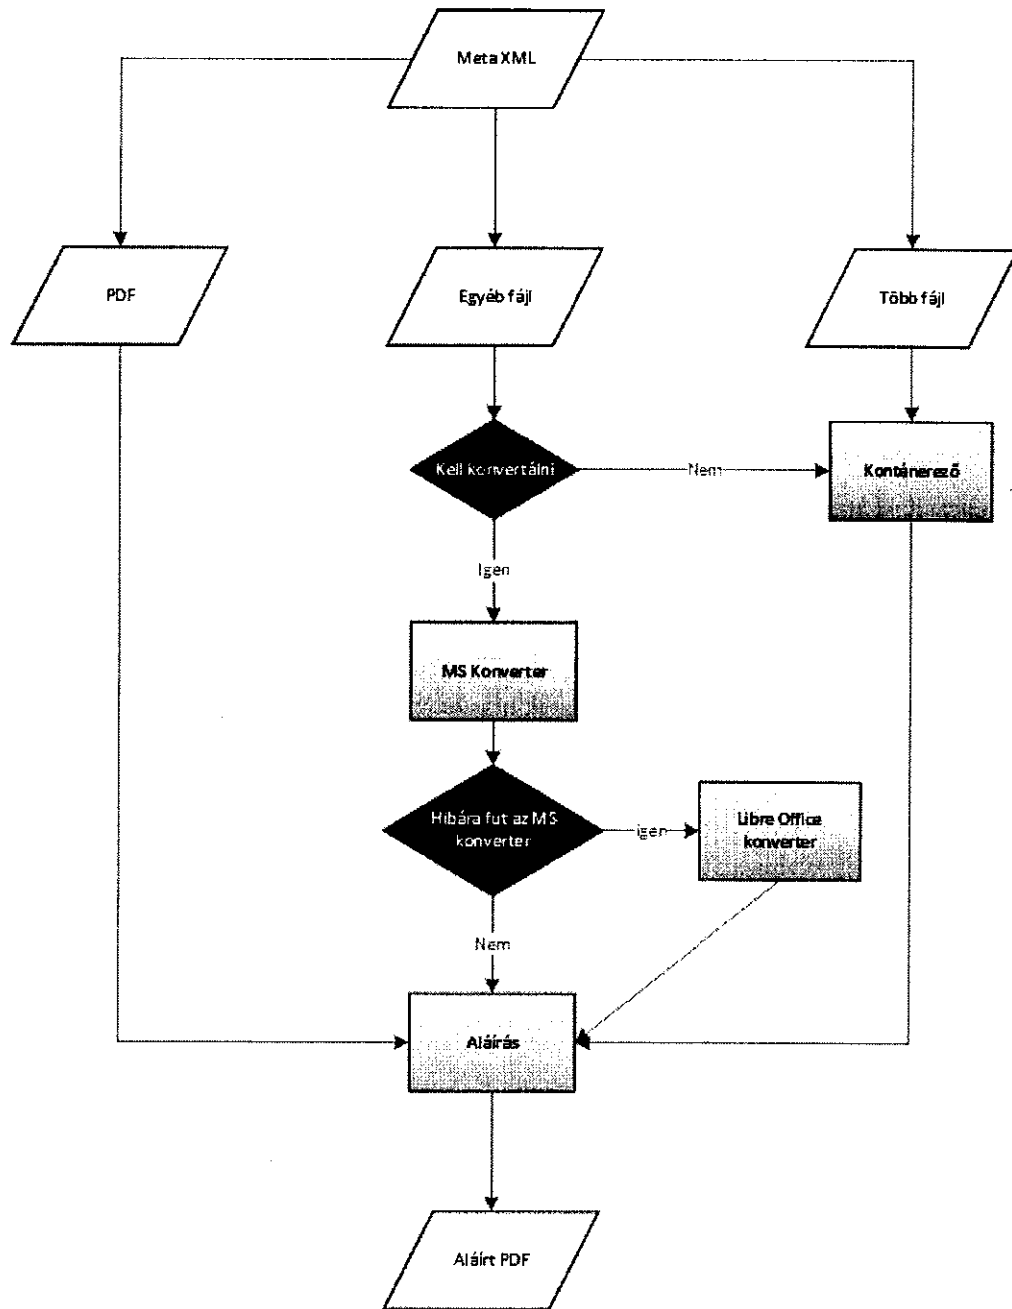 Meta XML
PDF
Egyéb fájl
Több fájl
Kell konvertálni
Nem
Konténerező
Igen
MS Konverter
Hibára fut az MS
konverter
igen
Libre Office
konverter
Nem
Aláírás
Aláírt PDF